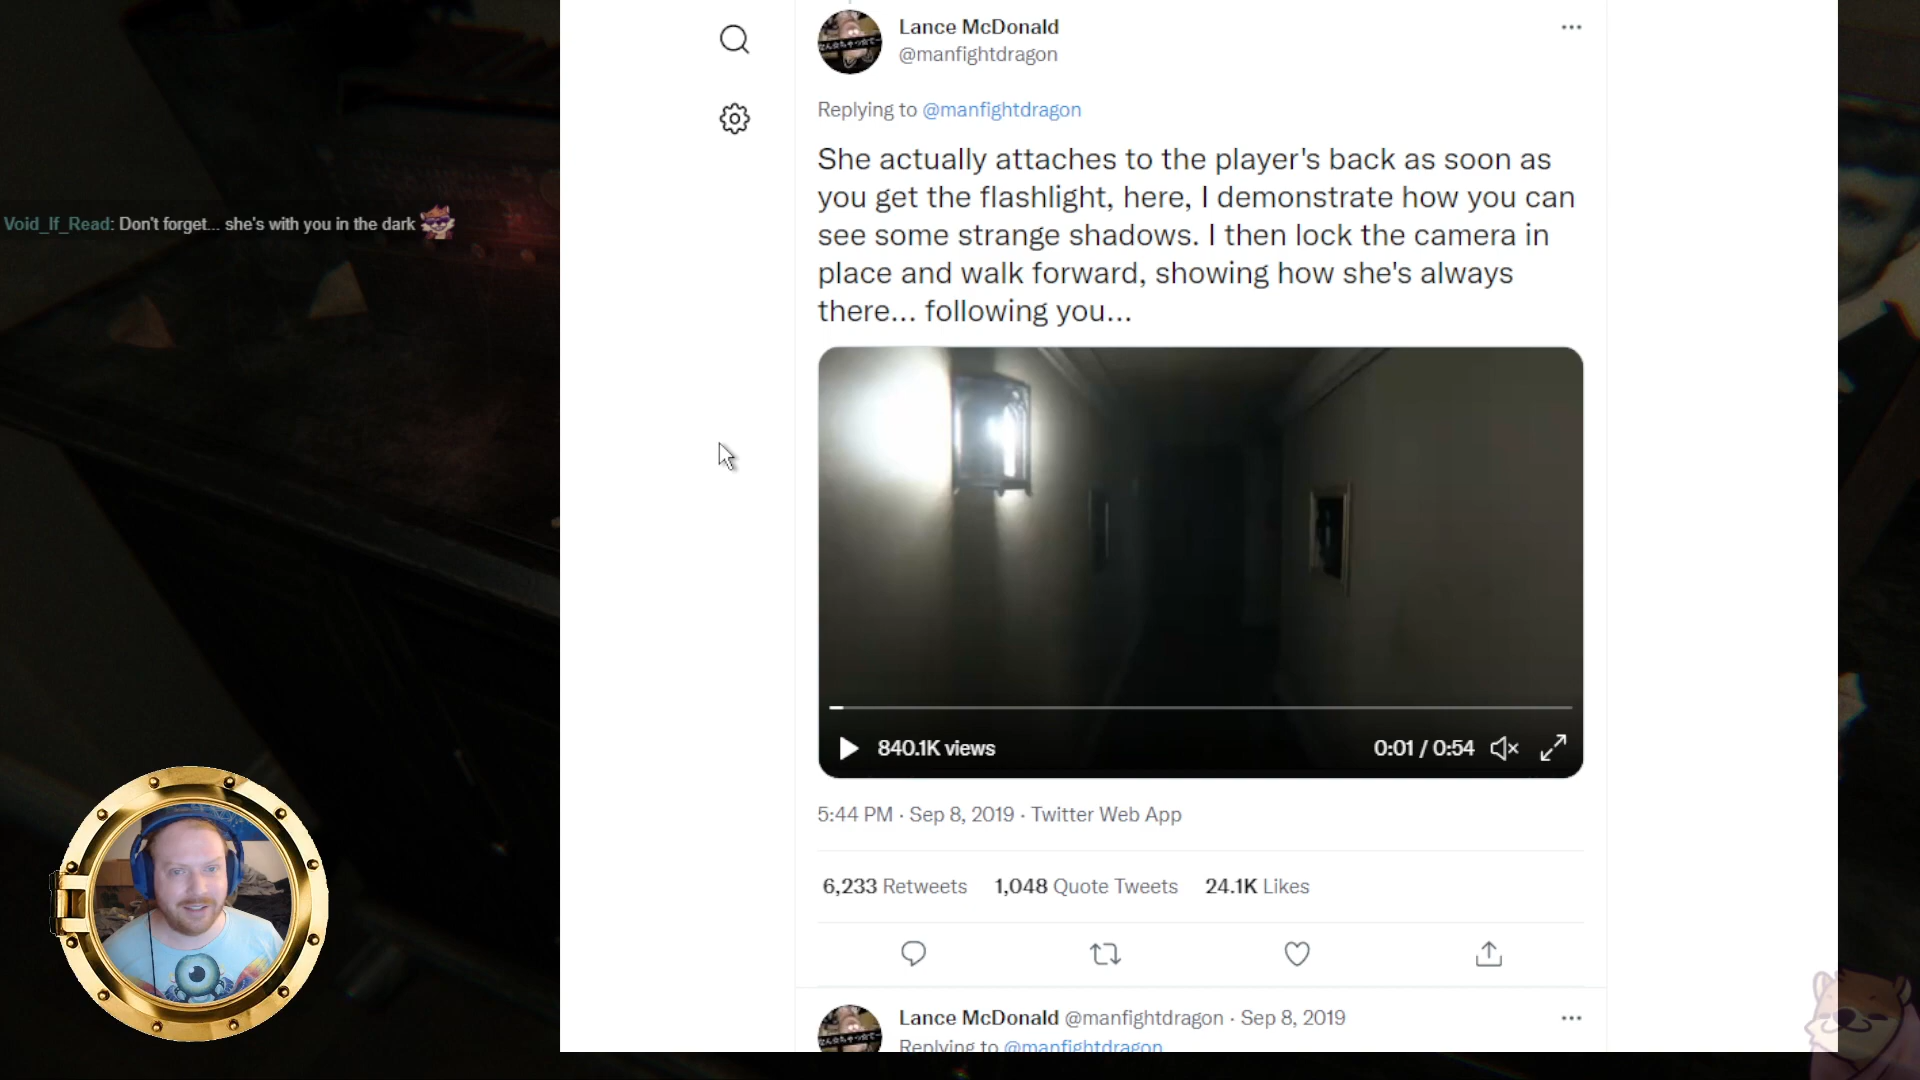 Lance McDonald
@manfightdragon
Replying to @manfightdragon
She actually attaches to the player's back as soon as
you get the flashlight, here, I demonstrate how you can
see some strange shadows. I then lock the camera in
place and walk forward, showing how she's always
there... following you...
Void_If_Read: Don't forget... she's with you in the dark
840.1K views
0:01 / 0:54
5:44 PM · Sep 8, 2019 · Twitter Web App
6,233 Retweets 1,048 Quote Tweets 24.1K Likes
Lance McDonald @manfightdragon · Sep 8, 2019
Replying to @manfightdragon